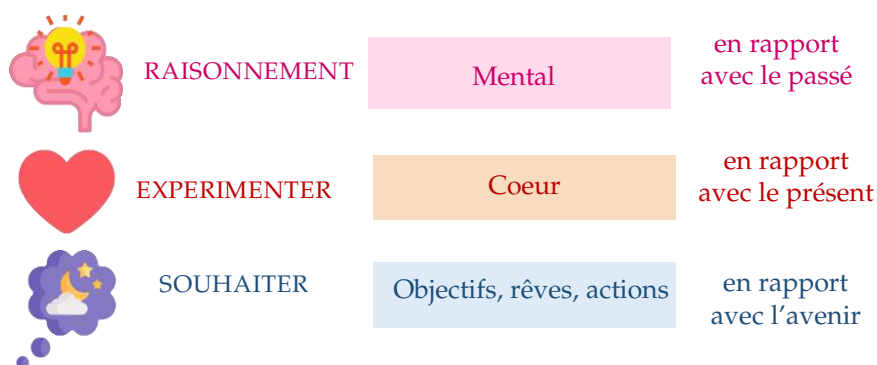 RAISONNEMENT
Mental
en rapport
avec le passé
EXPERIMENTER
Coeur
en rapport
avec le présent
SOUHAITER
Objectifs, rêves, actions
en rapport
avec l’avenir